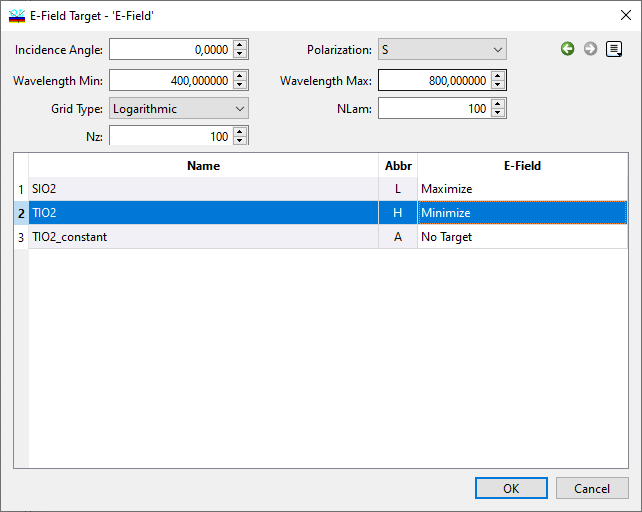 E-Field Target - 'E-Field'
Incidence Angle: 0,0000 Polarization: S
Wavelength Min: 400,000000 Wavelength Max: 800,000000
Grid Type: Logarithmic NLam: 100
Nz: 100
Name Abbr E-Field
1 SIO2 L Maximize
2 TIO2 H Minimize
3 TIO2_constant A No Target
OK Cancel